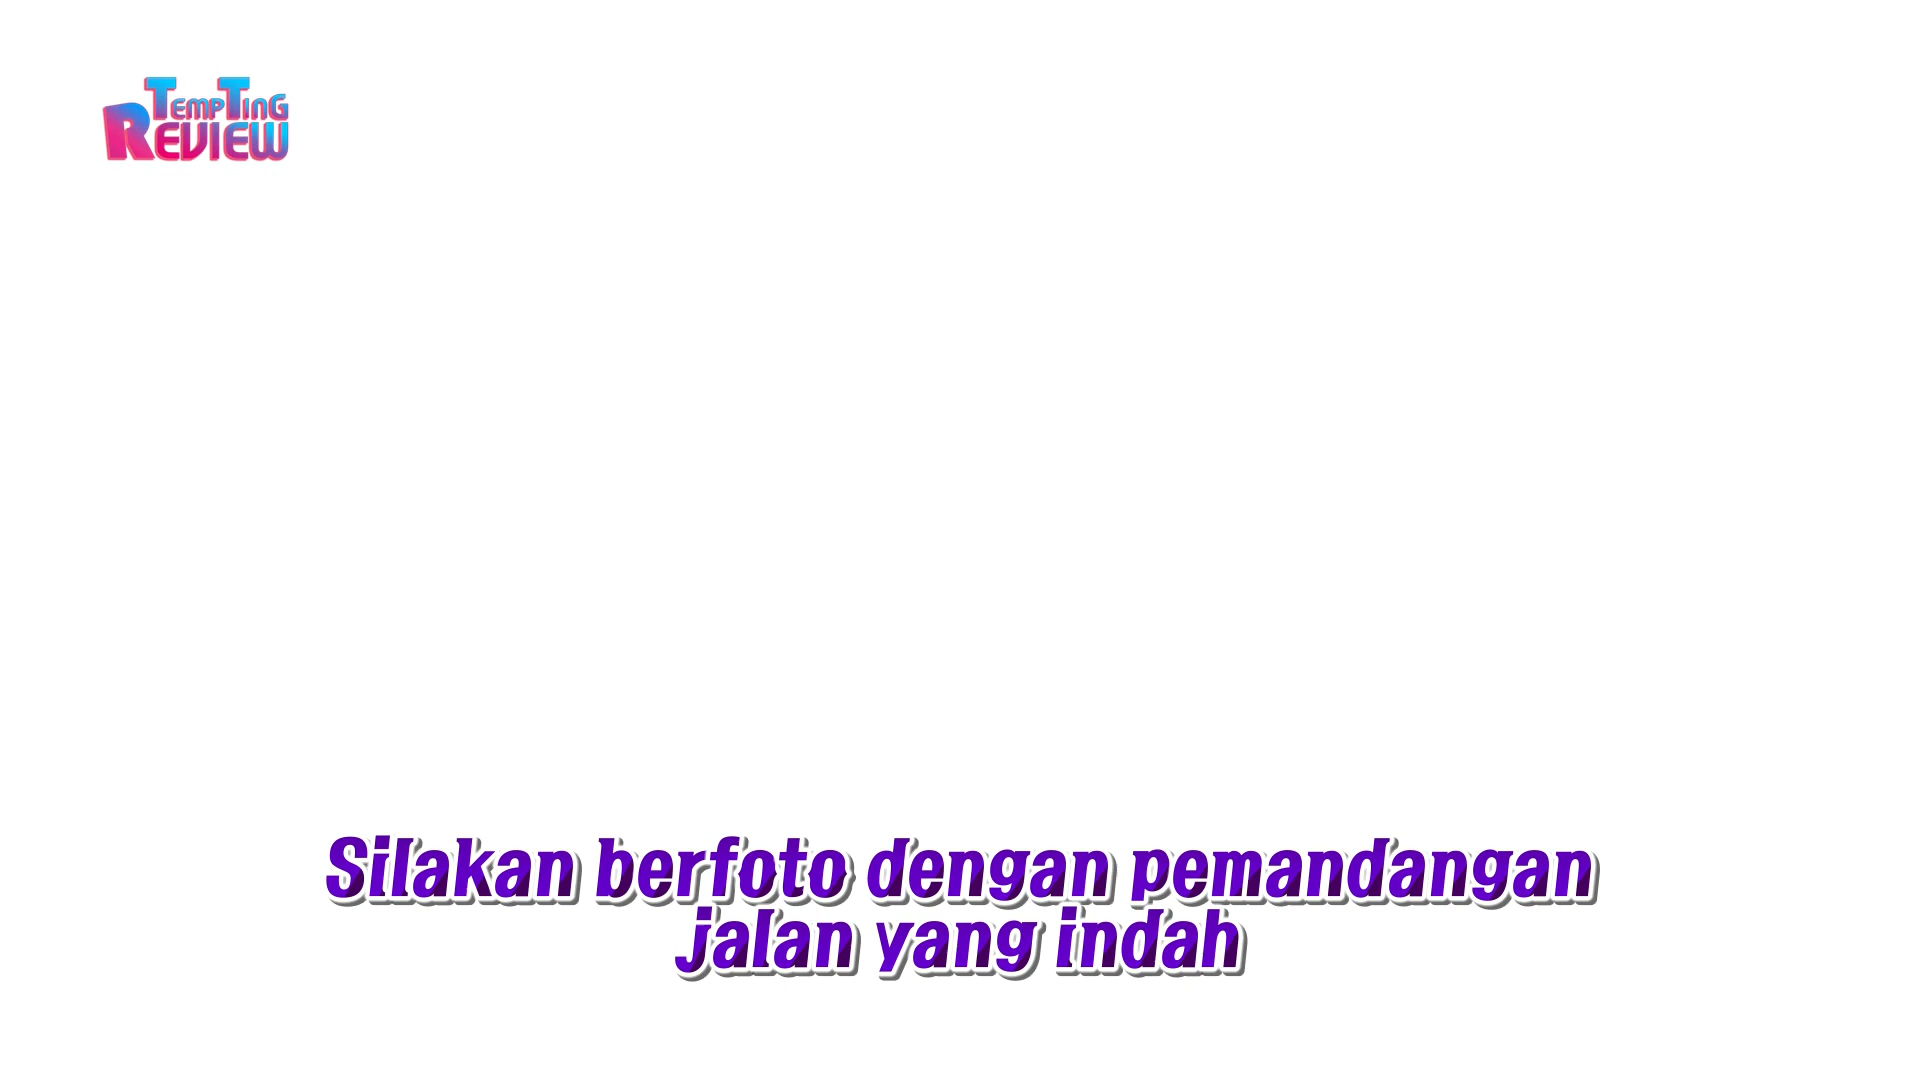 TempTing
Review
Silakan berfoto dengan pemandangan
jalan yang indah